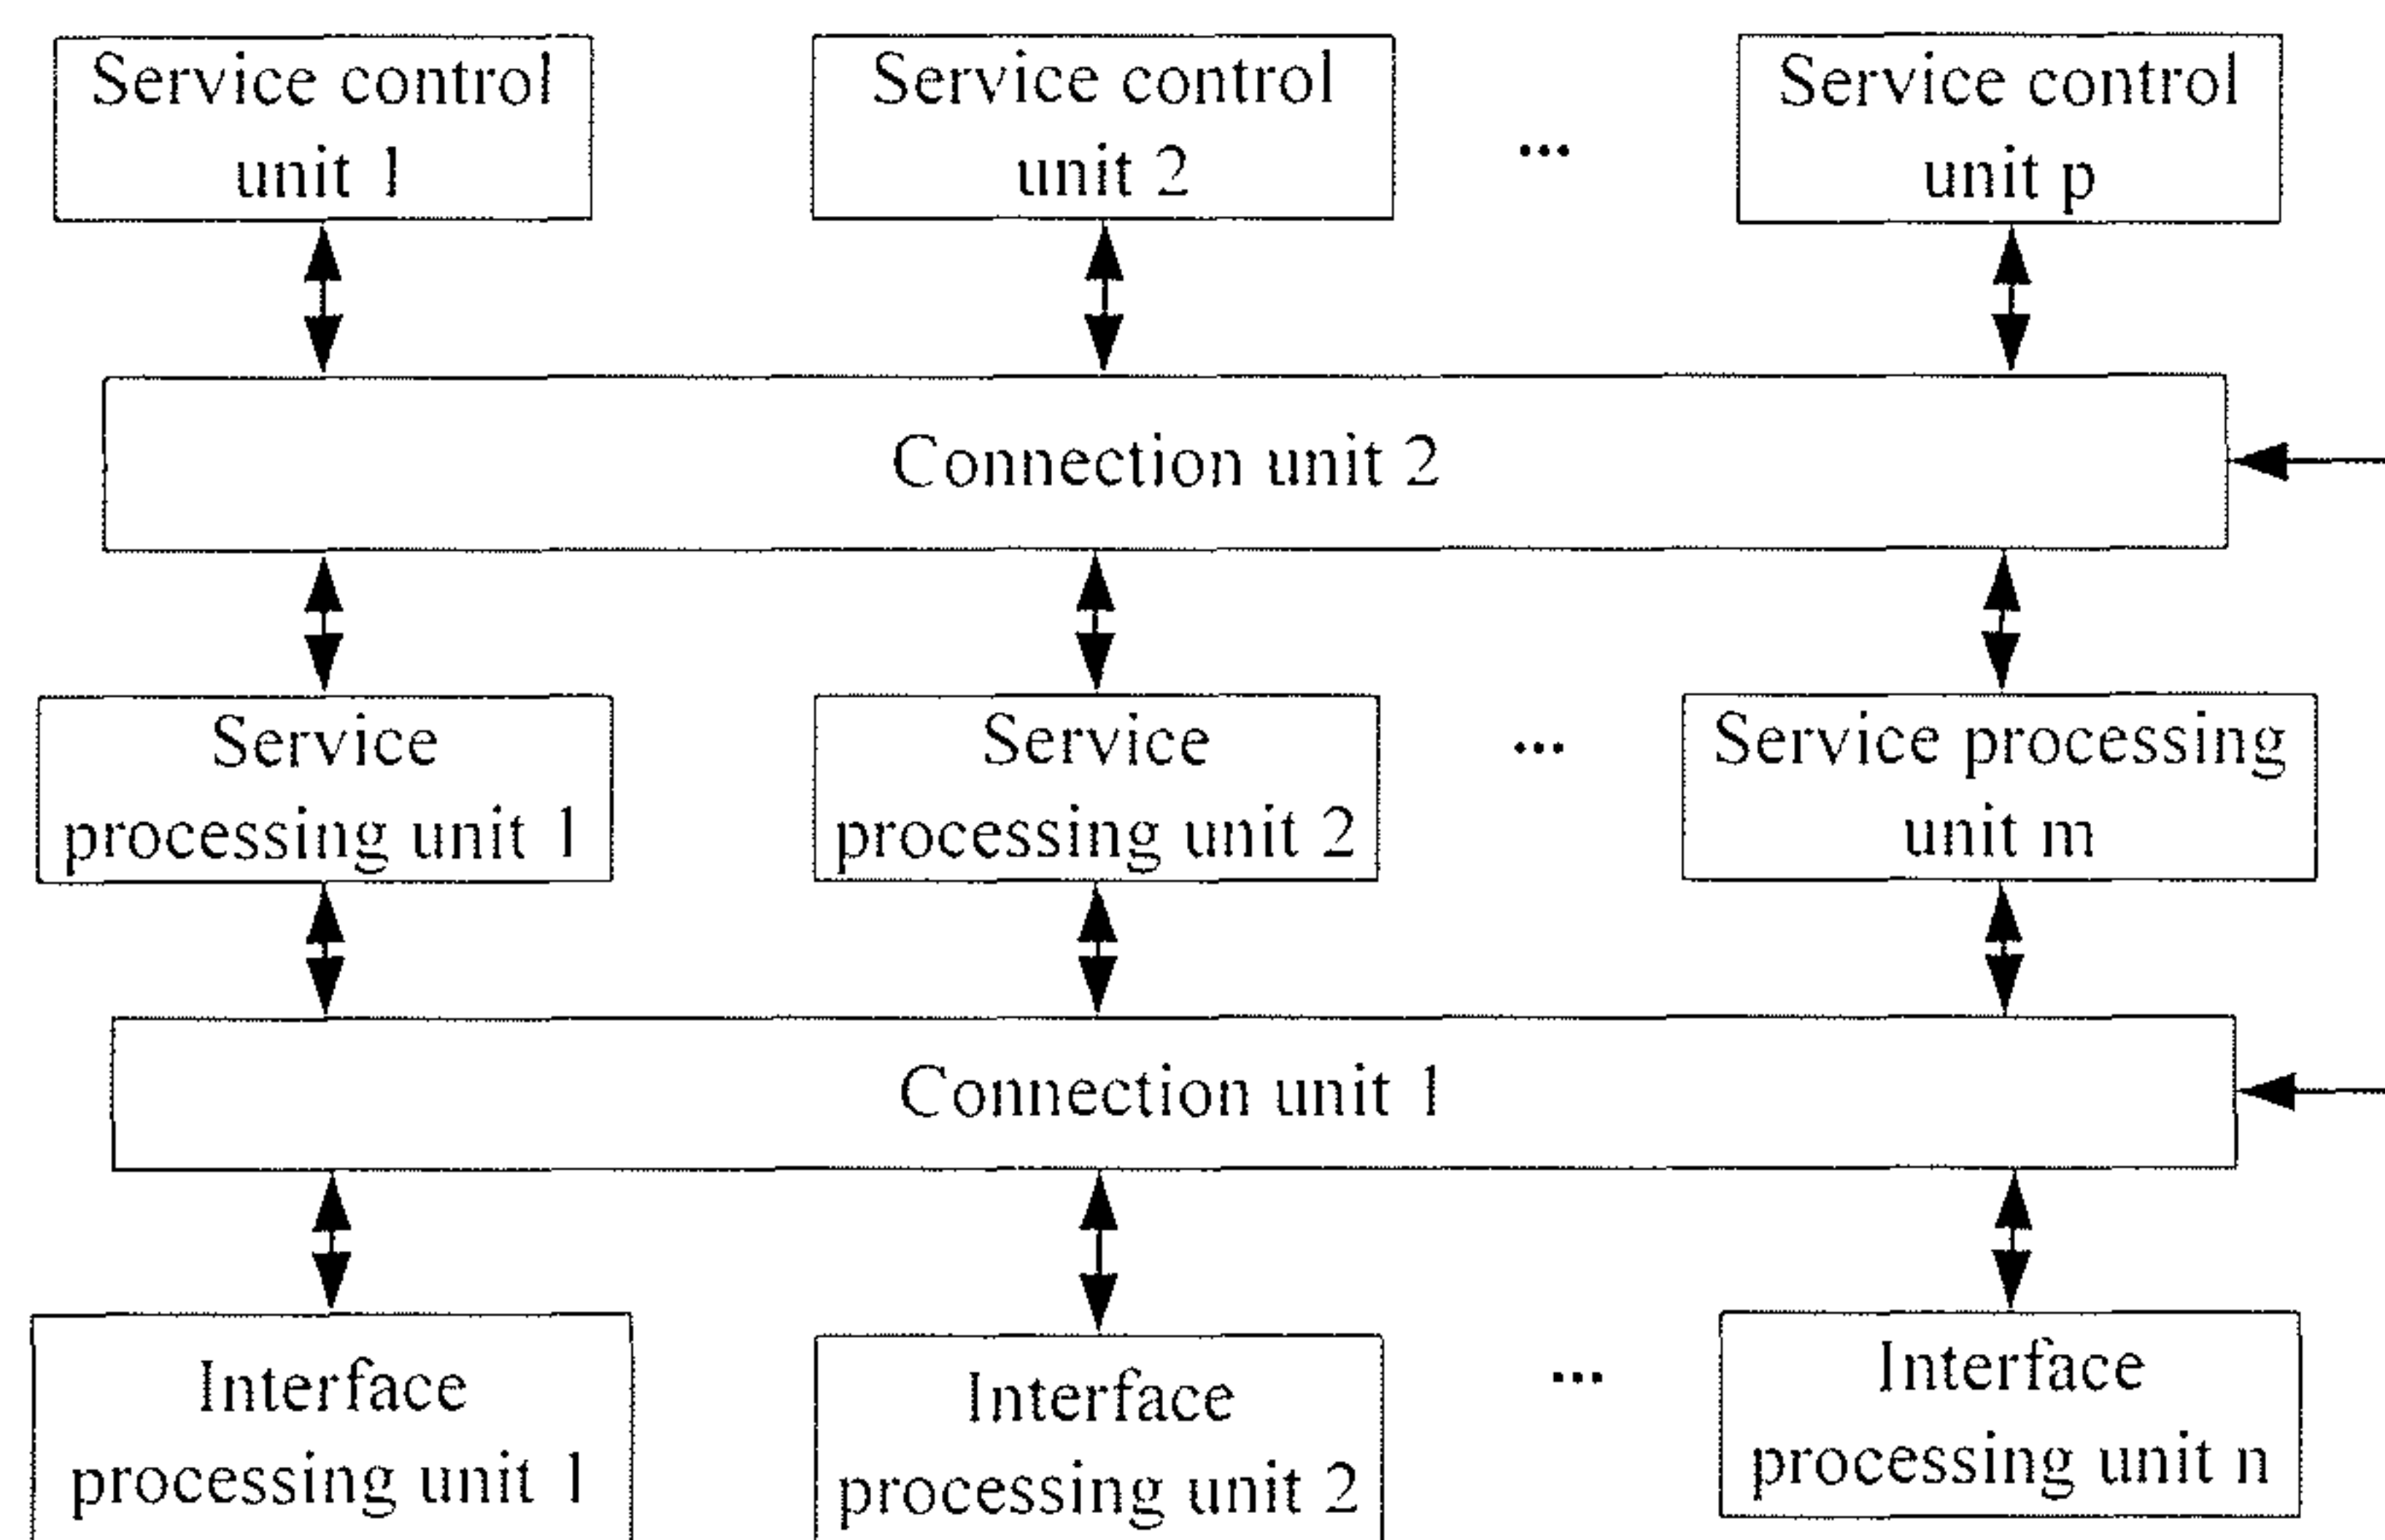 Service control
unit 1
Service control
unit 2
...
Service control
unit p
Connection unit 2
Service
processing unit 1
Service
processing unit 2
...
Service processing
unit m
Connection unit 1
Interface
processing unit 1
Interface
processing unit 2
...
Interface
processing unit n